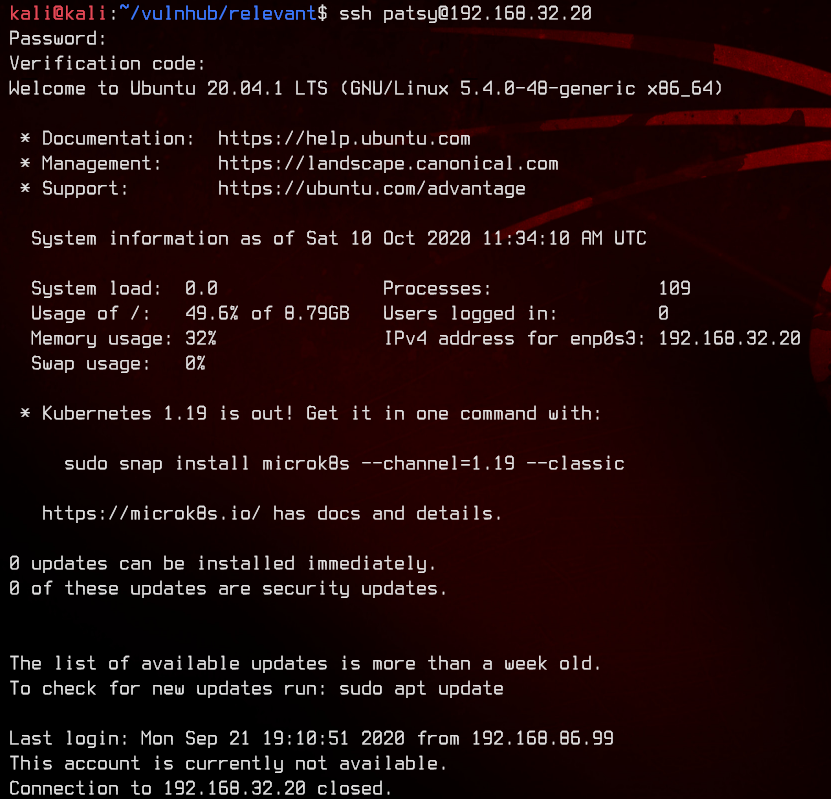 kali@kali:~/vulnhub/relevant$ ssh patsy@192.168.32.20
Password:
Verification code:
Welcome to Ubuntu 20.04.1 LTS (GNU/Linux 5.4.0-48-generic x86_64)

 * Documentation:  https://help.ubuntu.com
 * Management:     https://landscape.canonical.com
 * Support:        https://ubuntu.com/advantage

  System information as of Sat 10 Oct 2020 11:34:10 AM UTC

  System load:  0.0               Processes:               109
  Usage of /:   49.6% of 8.79GB   Users logged in:         0
  Memory usage: 32%               IPv4 address for enp0s3: 192.168.32.20
  Swap usage:   0%

 * Kubernetes 1.19 is out! Get it in one command with:

     sudo snap install microk8s --channel=1.19 --classic

   https://microk8s.io/ has docs and details.

0 updates can be installed immediately.
0 of these updates are security updates.


The list of available updates is more than a week old.
To check for new updates run: sudo apt update

Last login: Mon Sep 21 19:10:51 2020 from 192.168.86.99
This account is currently not available.
Connection to 192.168.32.20 closed.